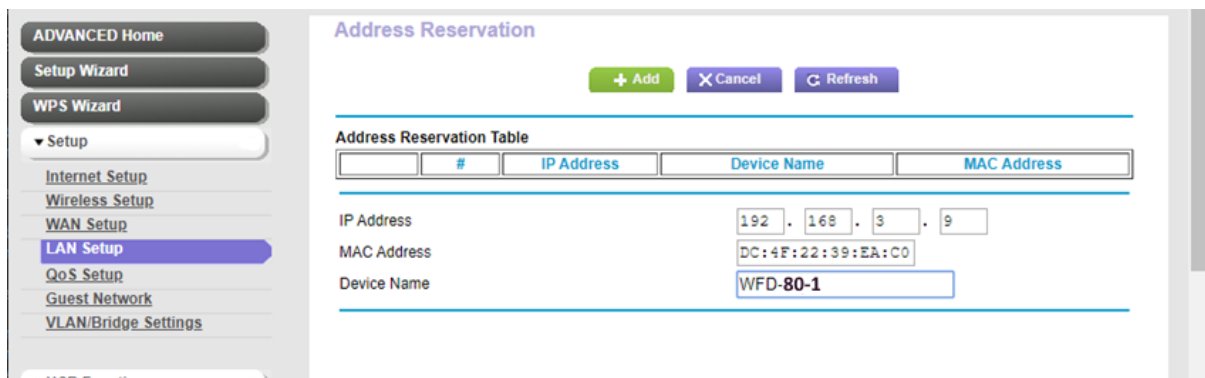 ADVANCED Home
Setup Wizard
WPS Wizard
Setup
Internet Setup
Wireless Setup
WAN Setup
LAN Setup
QoS Setup
Guest Network
VLAN/Bridge Settings
Address Reservation
+ Add X Cancel Refresh
Address Reservation Table
# IP Address Device Name MAC Address
IP Address 192 . 168 . 3 . 9
MAC Address DC:4F:22:39:EA:C0
Device Name WFD-80-1